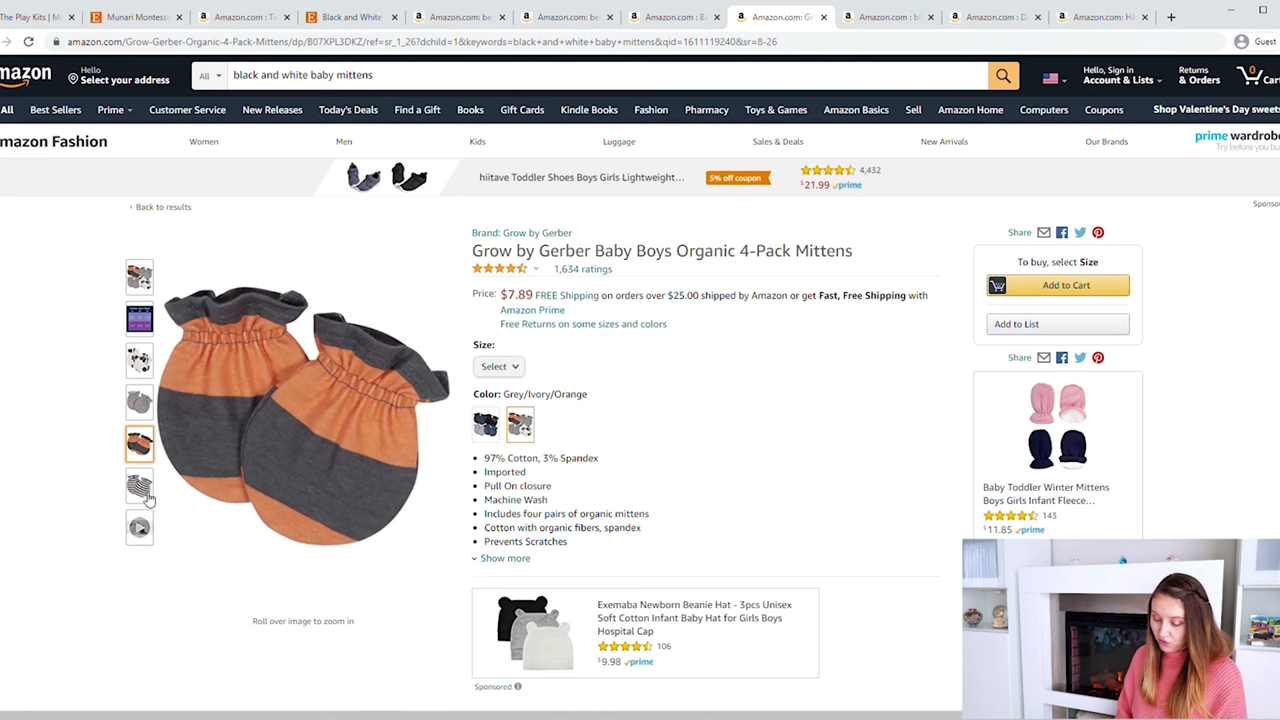 The Play Kits | M
Munari Montess
Amazon.com : Ti
Black and White
Amazon.com: be
Amazon.com: be
Amazon.com : B
Amazon.com: G
Amazon.com : bl
Amazon.com : D
Amazon.com: H
amazon.com/Grow-Gerber-Organic-4-Pack-Mittens/dp/B07XPL3DKZ/ref=sr_1_26?dchild=1&keywords=black+and+white+baby+mittens&qid=1611119240&sr=8-26
Guest
mazon
Hello
Select your address
All
black and white baby mittens
Hello, Sign in
Account & Lists
Returns
& Orders
0
Car
All
Best Sellers
Prime
Customer Service
New Releases
Today's Deals
Find a Gift
Books
Gift Cards
Kindle Books
Fashion
Pharmacy
Toys & Games
Amazon Basics
Sell
Amazon Home
Computers
Coupons
Shop Valentine's Day sweets
mazon Fashion
Women
Men
Kids
Luggage
Sales & Deals
New Arrivals
Our Brands
prime wardrobe
Try before you bu
hiitave Toddler Shoes Boys Girls Lightweight...
5% off coupon
4,432
$21.99 prime
‹ Back to results
Sponso
Brand: Grow by Gerber
Grow by Gerber Baby Boys Organic 4-Pack Mittens
1,634 ratings
Price: $7.89 FREE Shipping on orders over $25.00 shipped by Amazon or get Fast, Free Shipping with
Amazon Prime
Free Returns on some sizes and colors
Size:
Select
Color: Grey/Ivory/Orange
• 97% Cotton, 3% Spandex
• Imported
• Pull On closure
• Machine Wash
• Includes four pairs of organic mittens
• Cotton with organic fibers, spandex
• Prevents Scratches
Show more
Roll over image to zoom in
Exemaba Newborn Beanie Hat - 3pcs Unisex
Soft Cotton Infant Baby Hat for Girls Boys
Hospital Cap
106
$9.98 prime
Sponsored
Share
To buy, select Size
Add to Cart
Add to List
Share
Baby Toddler Winter Mittens
Boys Girls Infant Fleece...
143
$11.85 prime